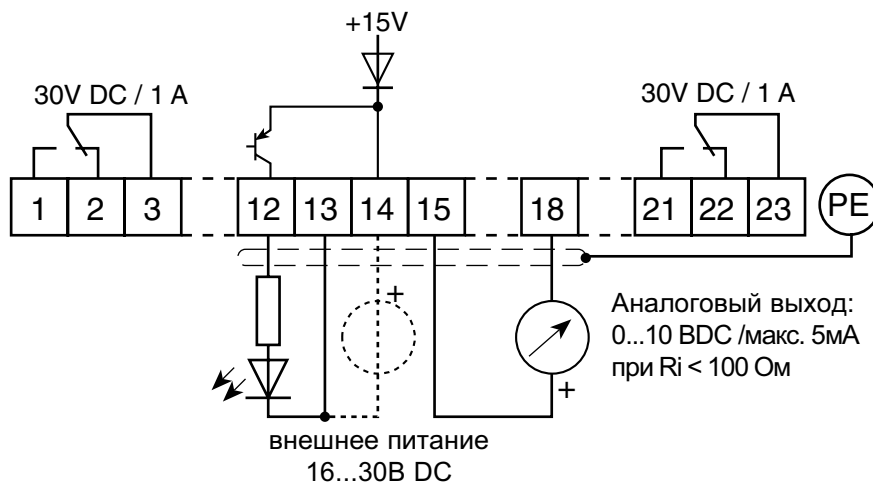 +15V
30V DC / 1 A
30V DC / 1 A
1 2 3 12 13 14 15 18 21 22 23 PE
+
Аналоговый выход:
0...10 ВDC /макс. 5мА
при Ri < 100 Ом
+
внешнее питание
16...30В DC